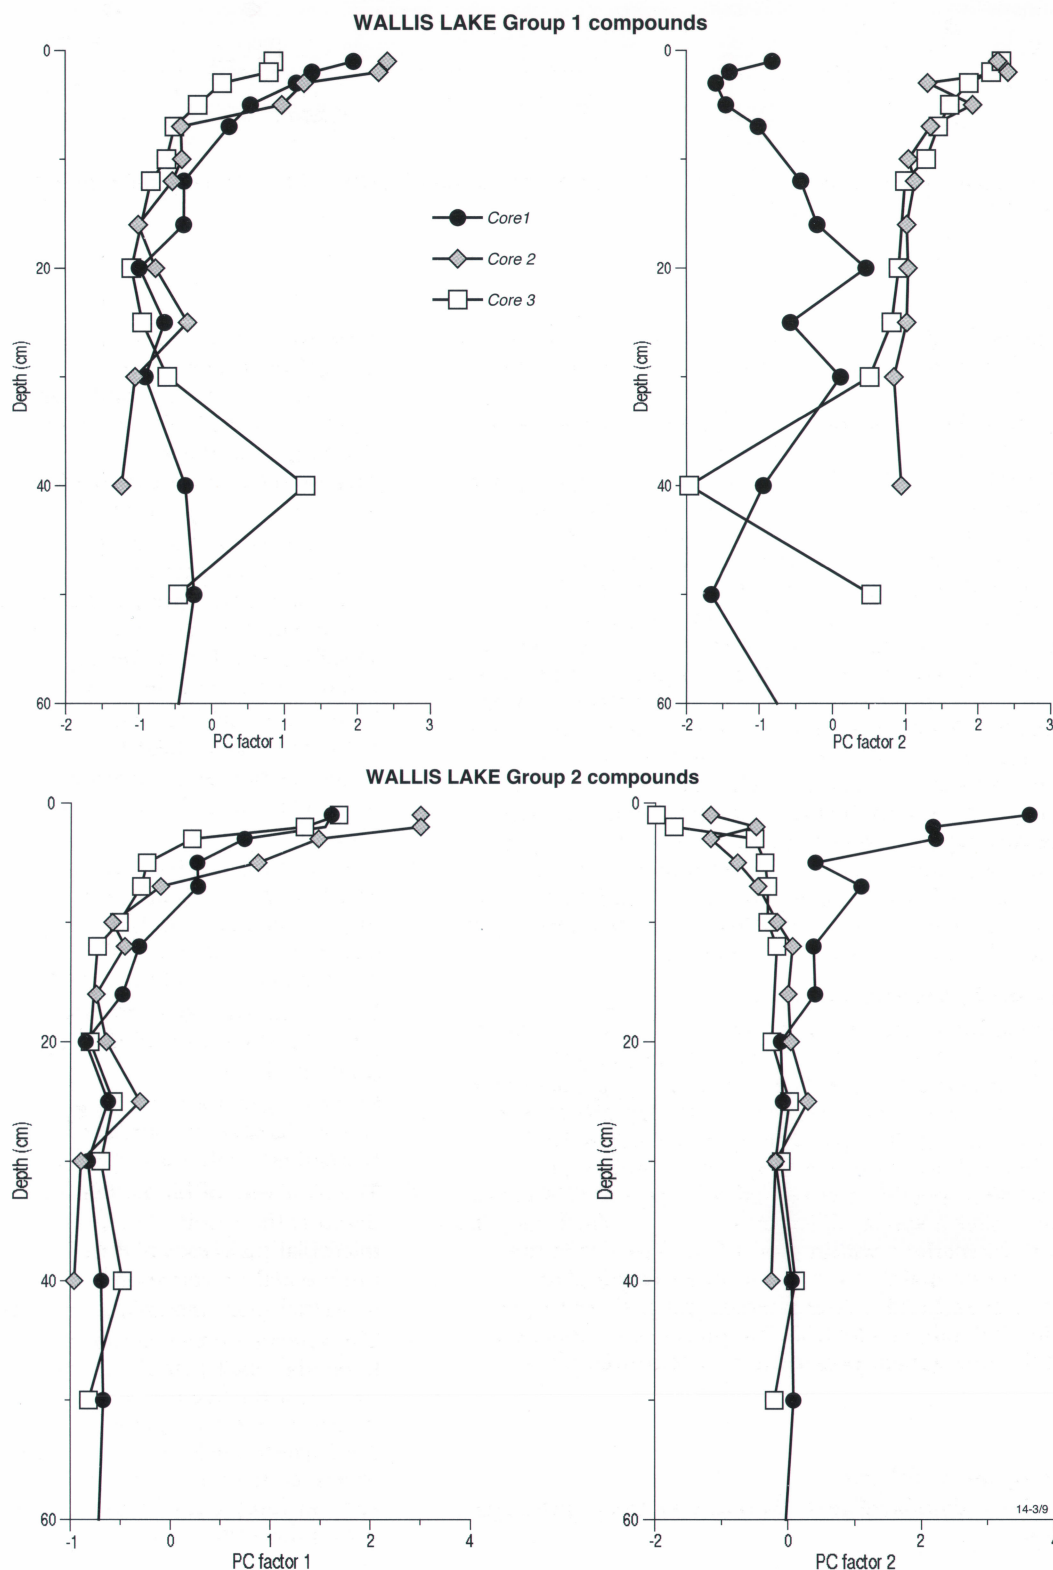 WALLIS LAKE Group 1 compounds
0
20
40
60
Depth (cm)
-2 -1 0 1 2 3
PC factor 1
Core1
Core 2
Core 3
0
20
40
60
Depth (cm)
-2 -1 0 1 2 3
PC factor 2
WALLIS LAKE Group 2 compounds
0
20
40
60
Depth (cm)
-1 0 2 4
PC factor 1
0
20
40
60
Depth (cm)
-2 0 2 4
PC factor 2
14-3/9